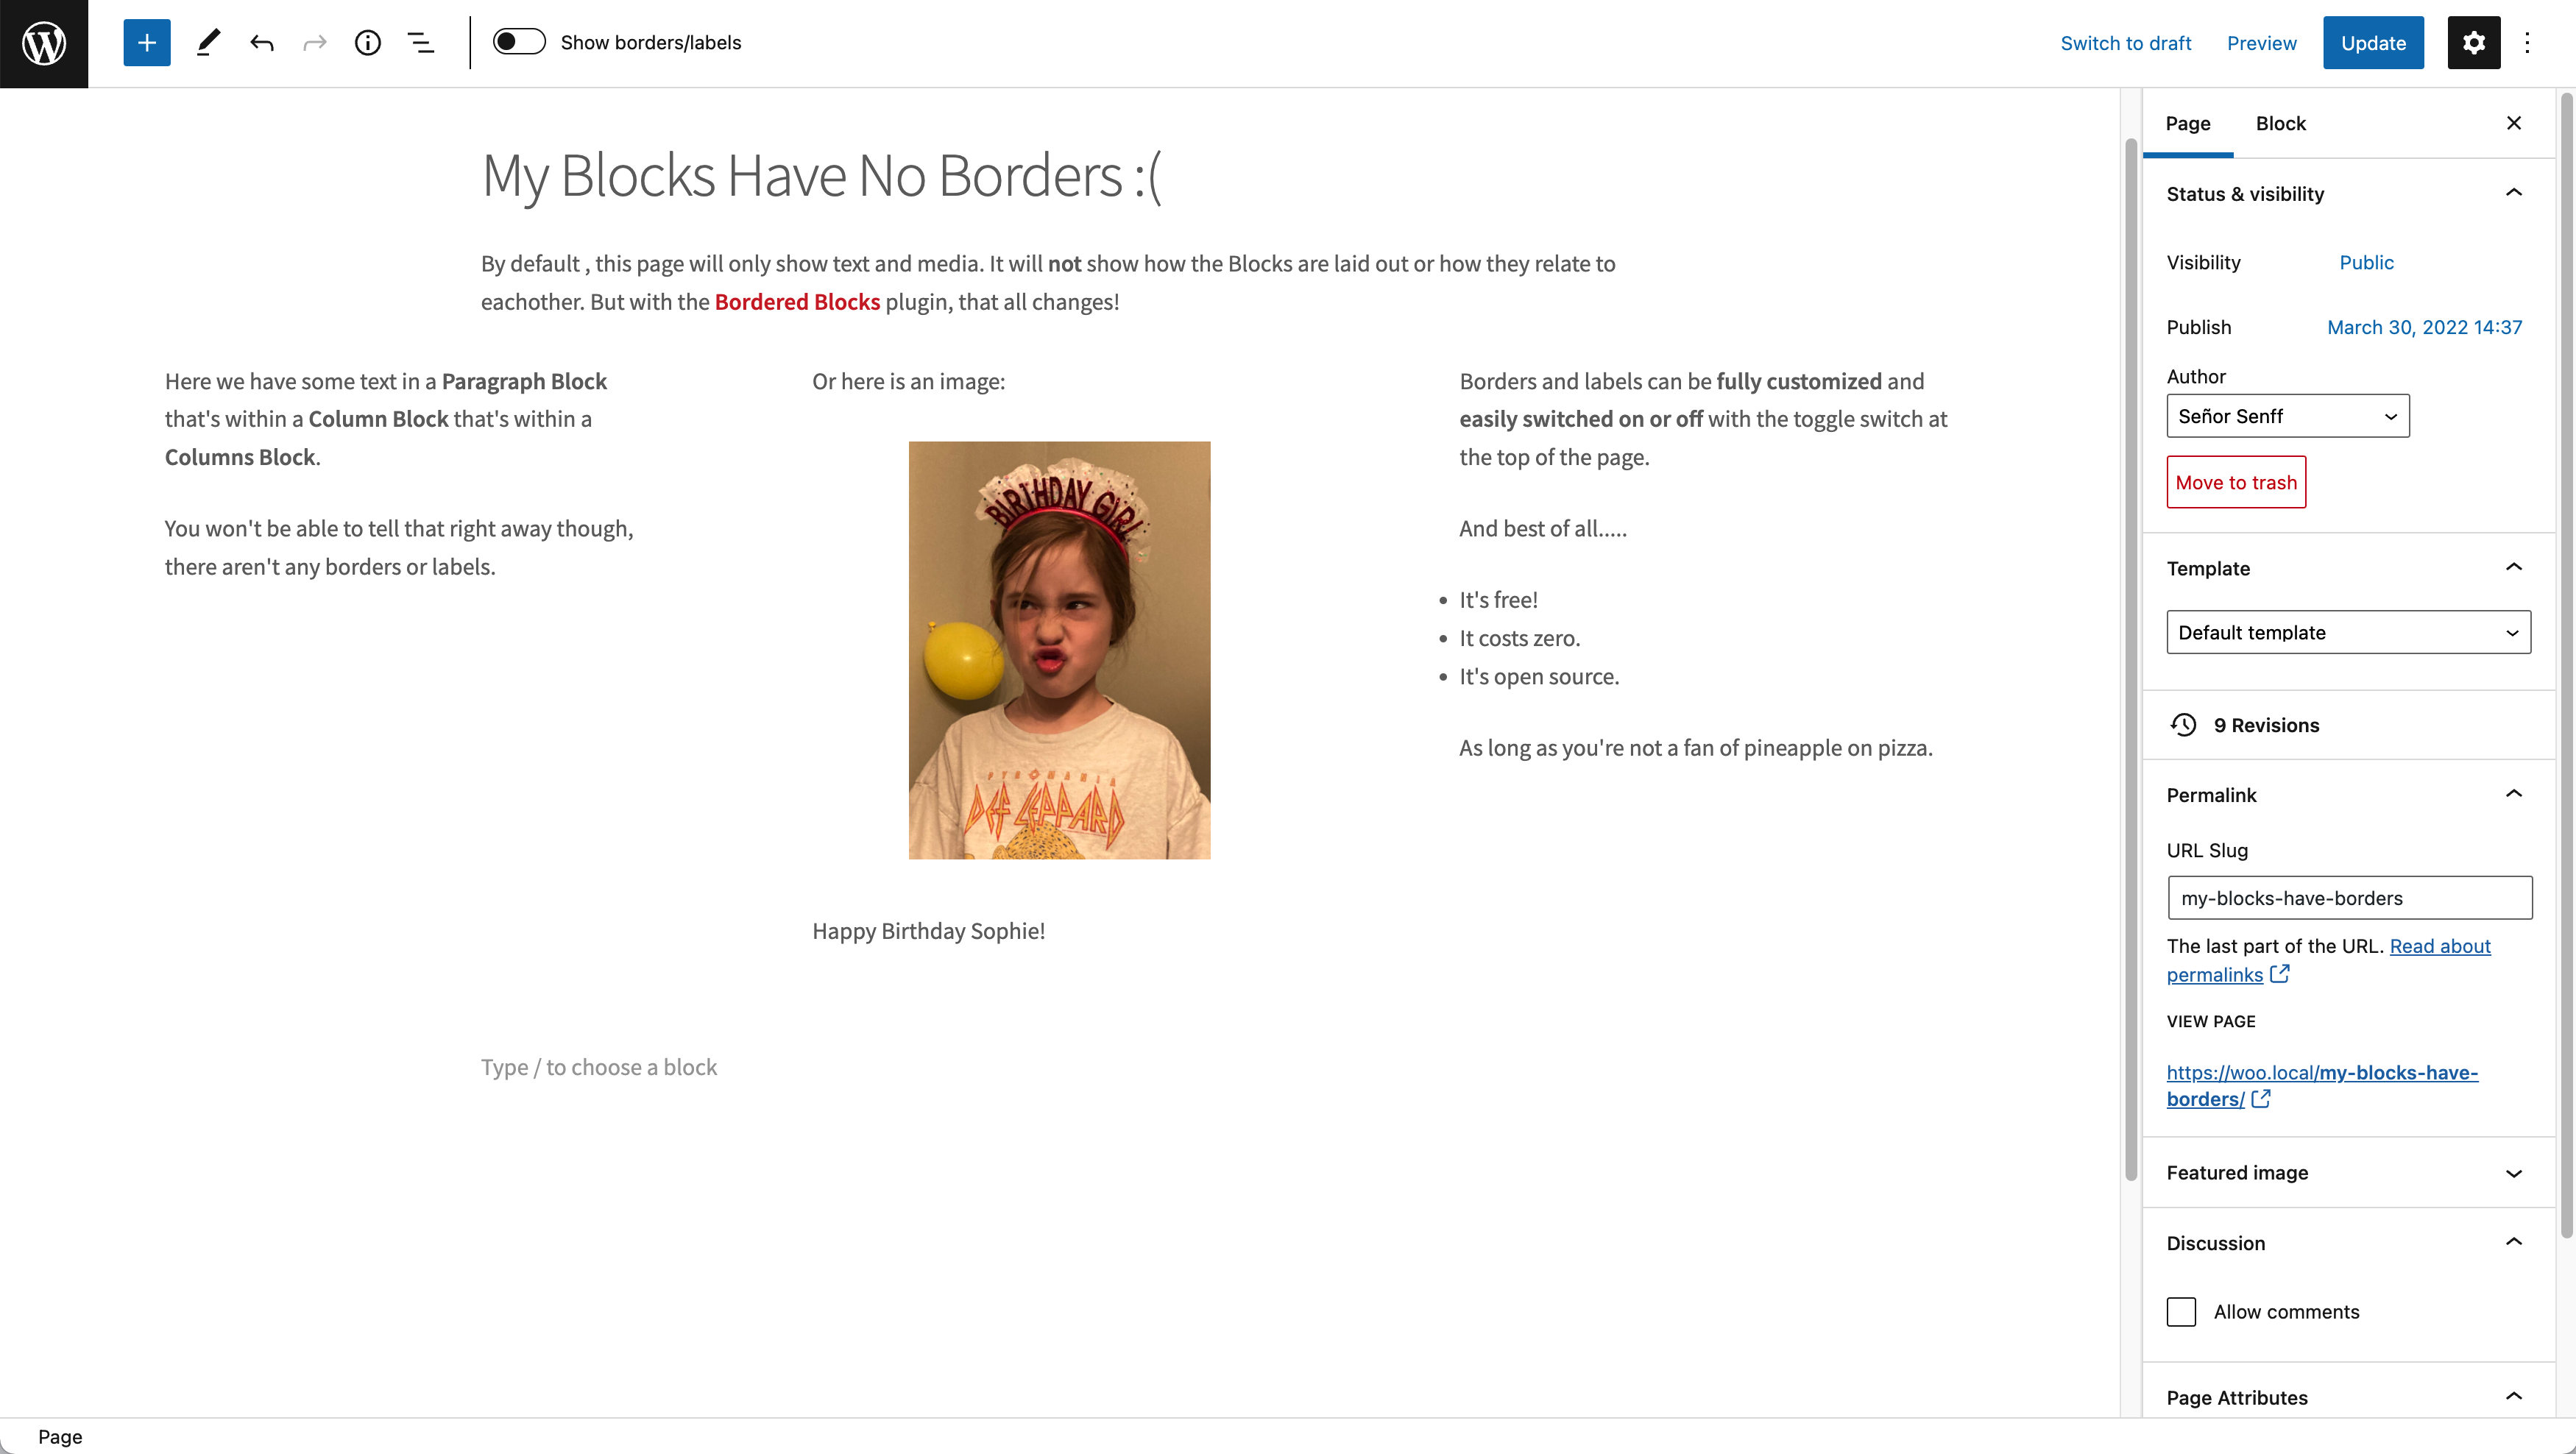 Show borders/labels
Switch to draft
Preview
Update
My Blocks Have No Borders :(
By default , this page will only show text and media. It will not show how the Blocks are laid out or how they relate to
eachother. But with the Bordered Blocks plugin, that all changes!
Here we have some text in a Paragraph Block
that's within a Column Block that's within a
Columns Block.
You won't be able to tell that right away though,
there aren't any borders or labels.
Or here is an image:
BIRTHDAY GIRL
PYROMANIA
DEF LEPPARD
Happy Birthday Sophie!
Borders and labels can be fully customized and
easily switched on or off with the toggle switch at
the top of the page.
And best of all.....
• It's free!
• It costs zero.
• It's open source.
As long as you're not a fan of pineapple on pizza.
Type / to choose a block
Page
Block
Status & visibility
Visibility
Public
Publish
March 30, 2022 14:37
Author
Señor Senff
Move to trash
Template
Default template
9 Revisions
Permalink
URL Slug
my-blocks-have-borders
The last part of the URL. Read about
permalinks
VIEW PAGE
https://woo.local/my-blocks-have-
borders/
Featured image
Discussion
Allow comments
Page Attributes
Page